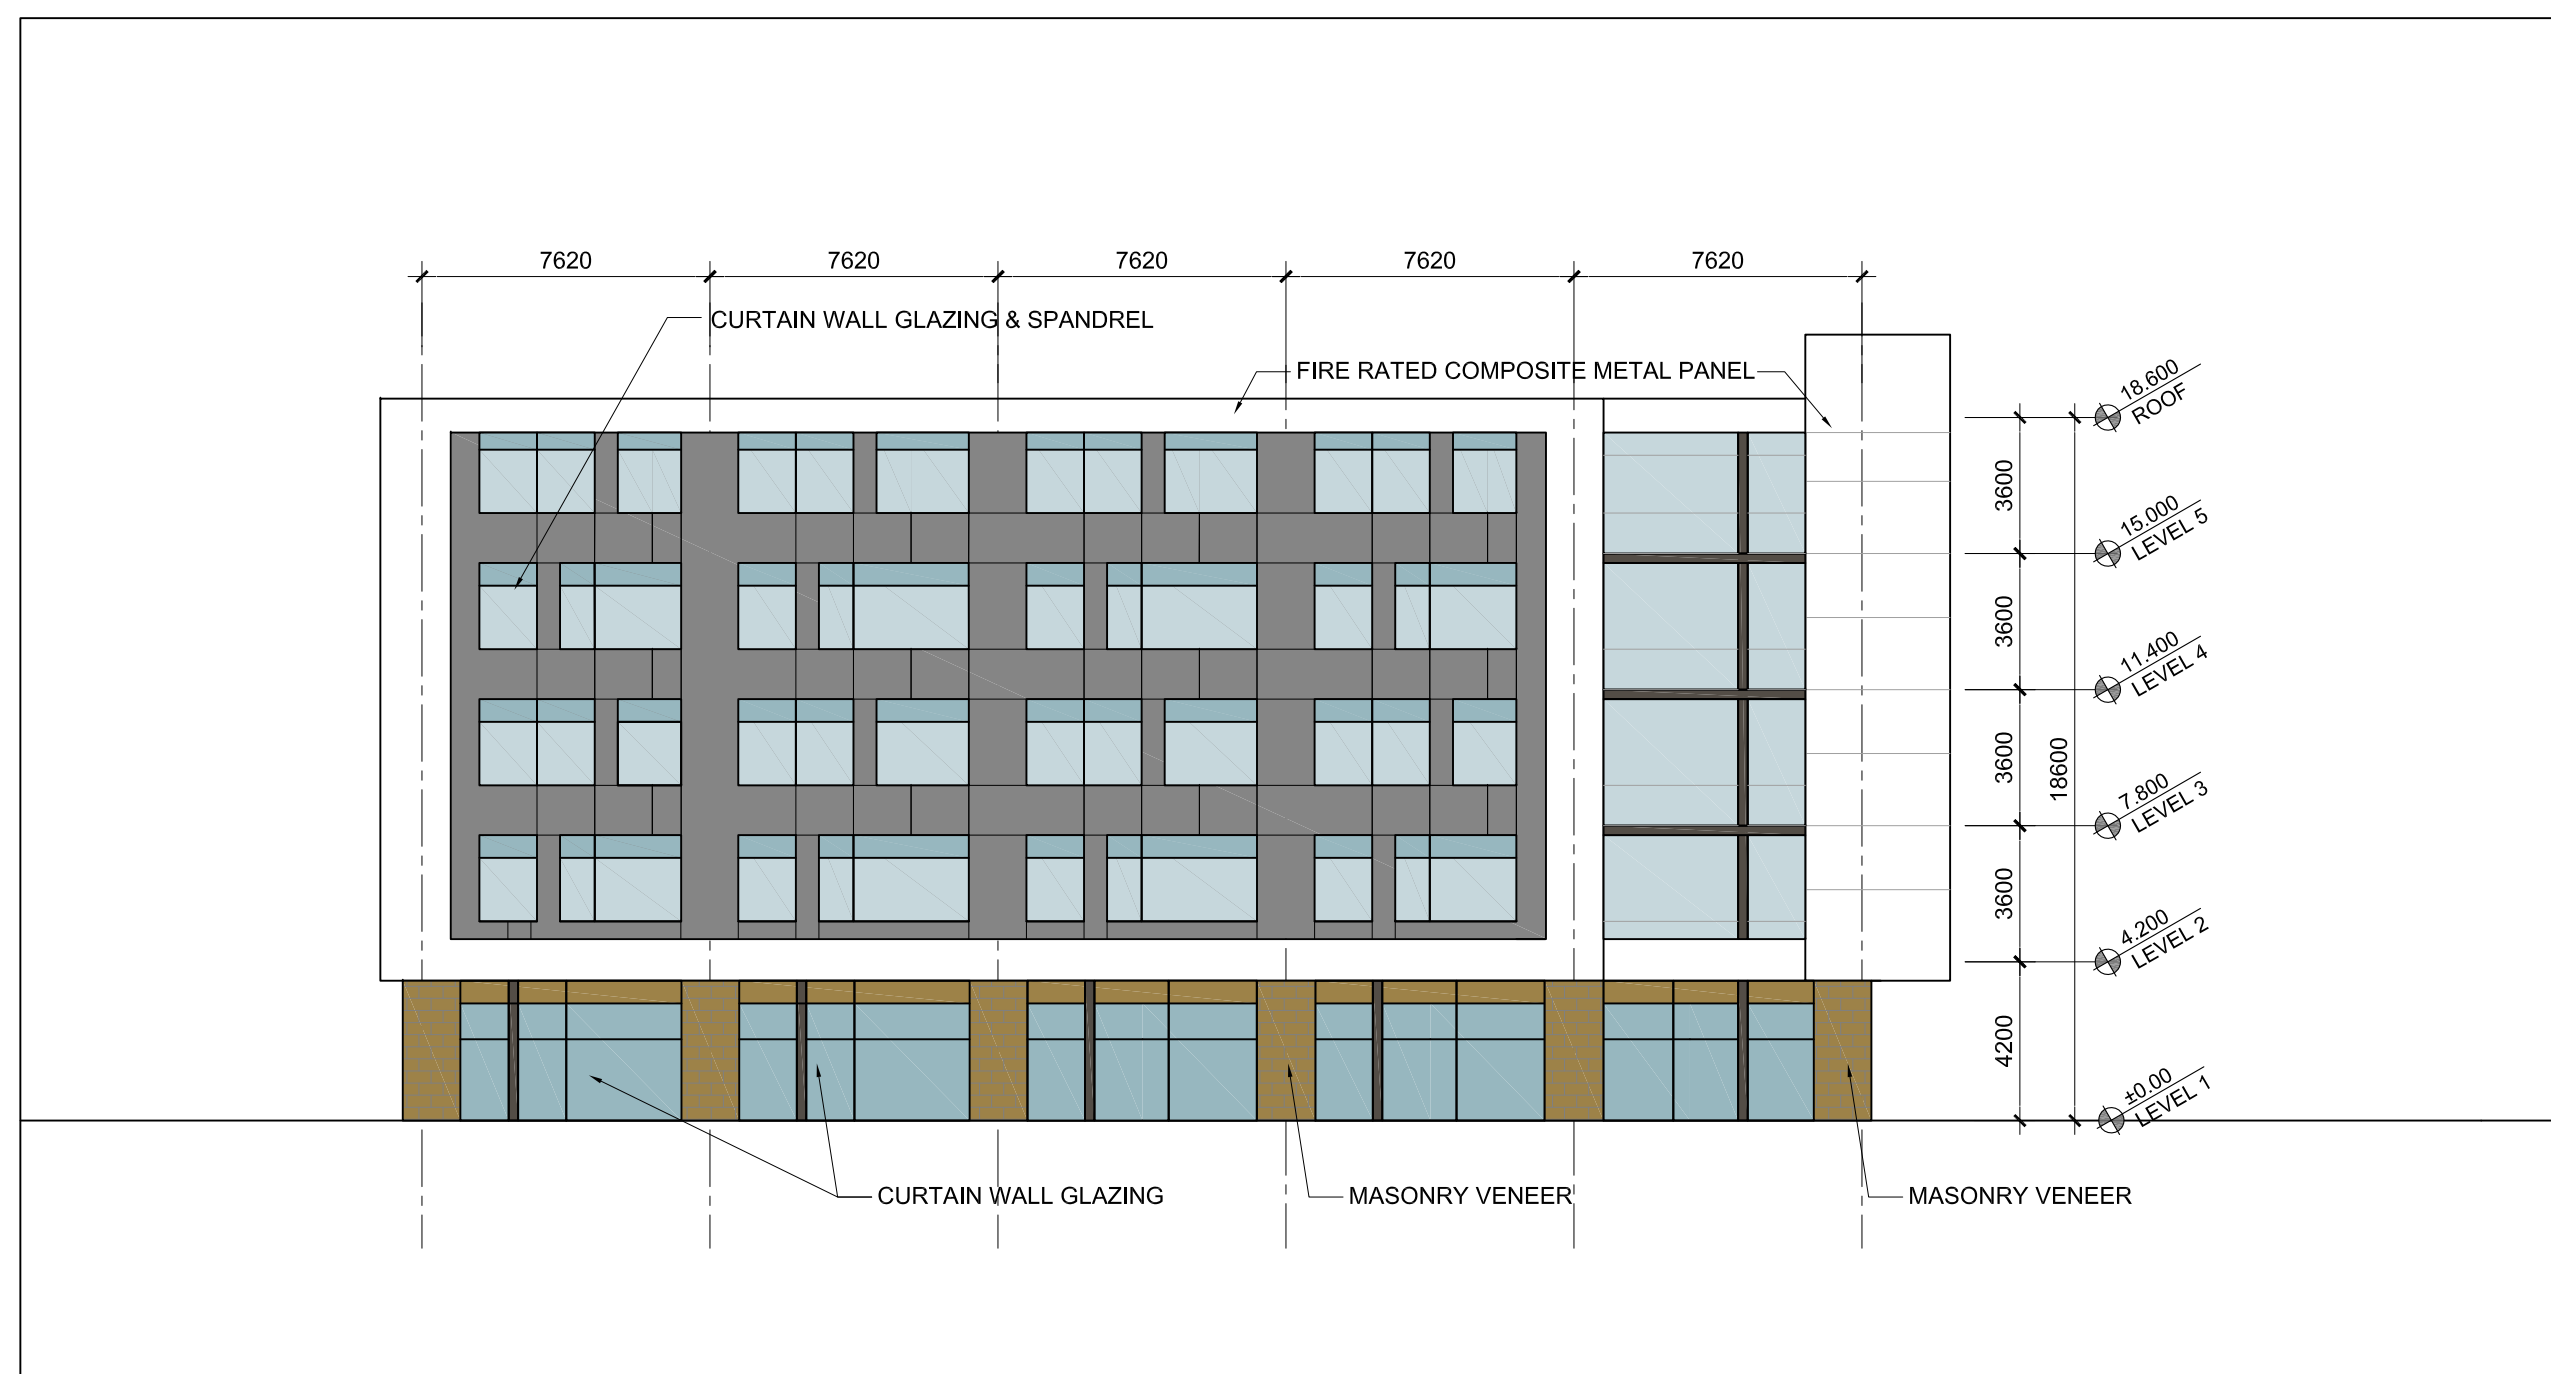 7620 7620 7620 7620 7620
CURTAIN WALL GLAZING & SPANDREL
FIRE RATED COMPOSITE METAL PANEL
18.600
ROOF
3600
15.000
LEVEL 5
3600
11.400
LEVEL 4
3600
18600
7.800
LEVEL 3
3600
4.200
LEVEL 2
4200
±0.00
LEVEL 1
CURTAIN WALL GLAZING
MASONRY VENEER
MASONRY VENEER